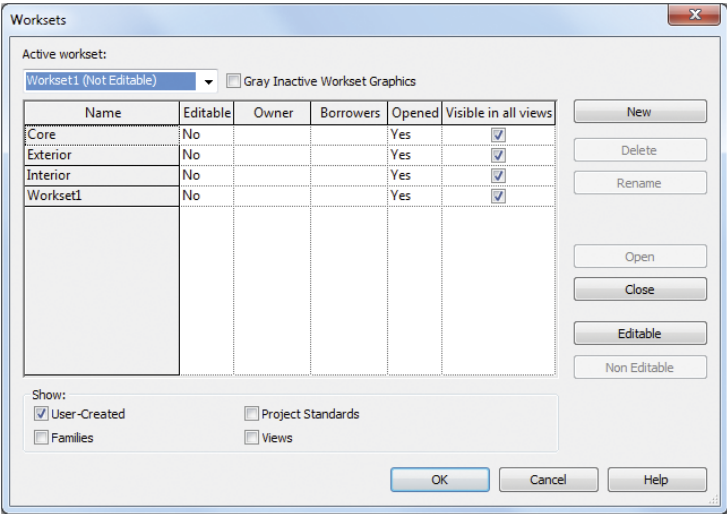 Worksets
Active workset:
Workset1 (Not Editable)
Gray Inactive Workset Graphics
Name Editable Owner Borrowers Opened Visible in all views
Core No Yes
Exterior No Yes
Interior No Yes
Workset1 No Yes
New
Delete
Rename
Open
Close
Editable
Non Editable
Show:
User-Created Project Standards
Families Views
OK Cancel Help